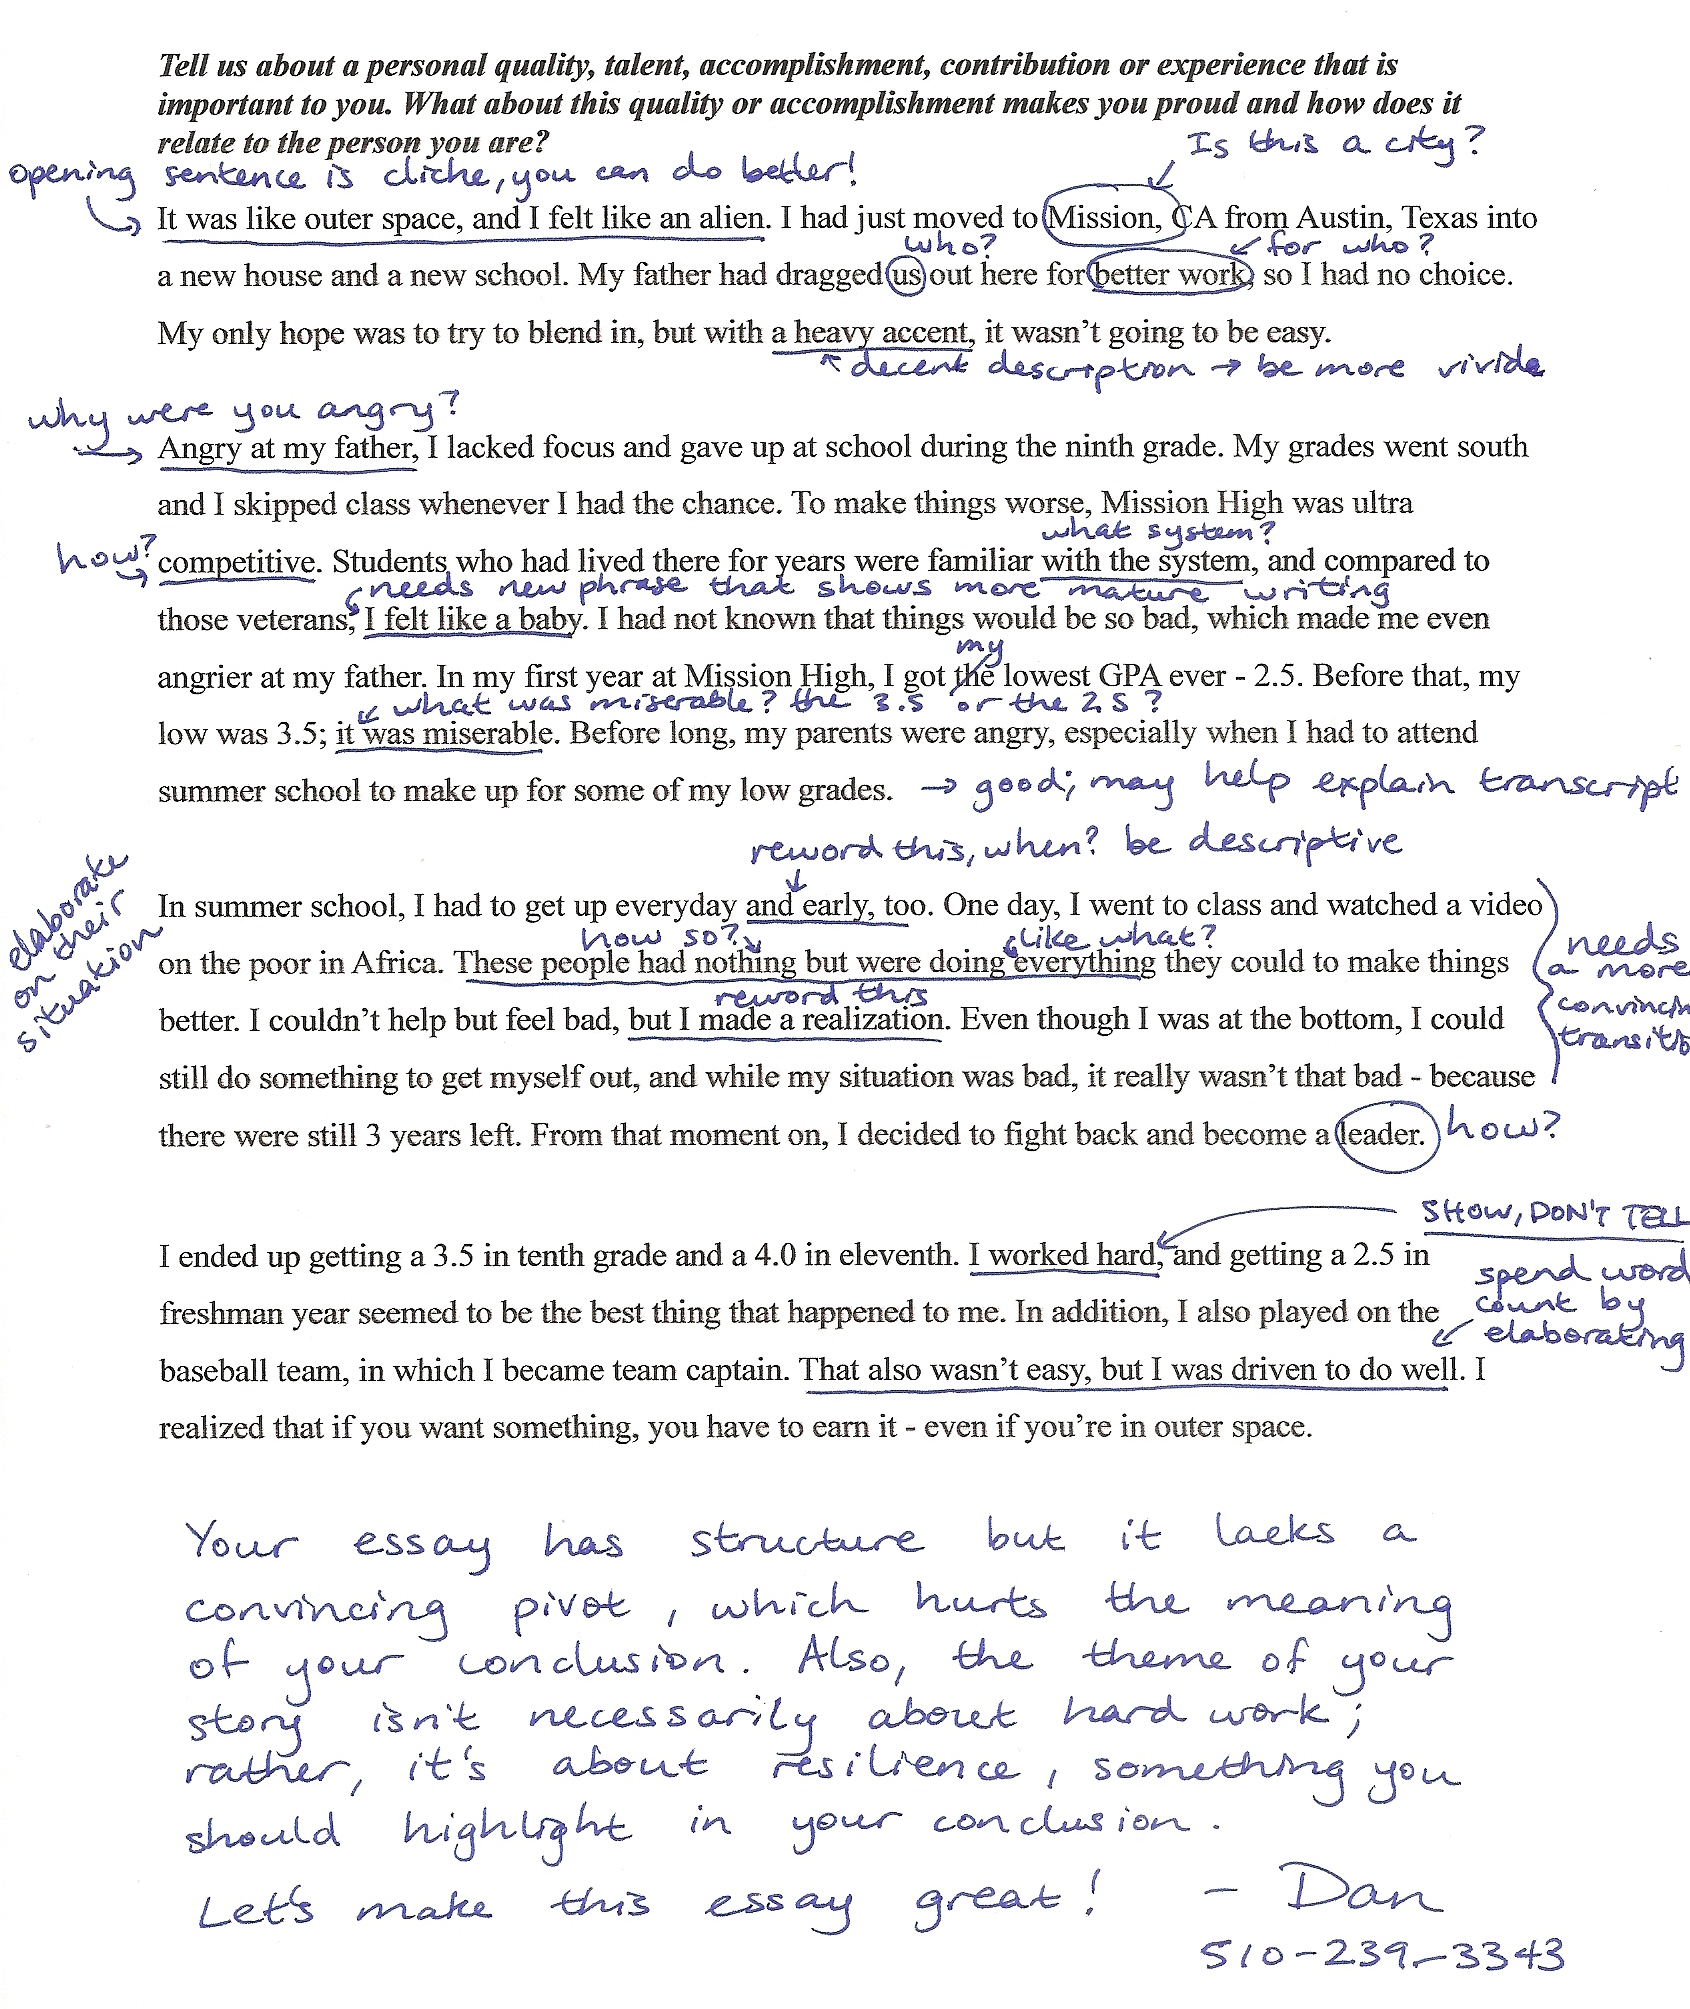 Tell us about a personal quality, talent, accomplishment, contribution or experience that is
important to you. What about this quality or accomplishment makes you proud and how does it
relate to the person you are?
Is this a city?
opening sentence is cliche, you can do better!
It was like outer space, and I felt like an alien. I had just moved to Mission, CA from Austin, Texas into
who? for who?
a new house and a new school. My father had dragged us out here for better work, so I had no choice.
My only hope was to try to blend in, but with a heavy accent, it wasn't going to be easy.
decent description → be more vivid
why were you angry?
Angry at my father, I lacked focus and gave up at school during the ninth grade. My grades went south
and I skipped class whenever I had the chance. To make things worse, Mission High was ultra
what system?
how?
competitive. Students who had lived there for years were familiar with the system, and compared to
needs new phrase that shows more mature writing
those veterans, I felt like a baby. I had not known that things would be so bad, which made me even
my
angrier at my father. In my first year at Mission High, I got the lowest GPA ever - 2.5. Before that, my
what was miserable? the 3.5 or the 2.5?
low was 3.5; it was miserable. Before long, my parents were angry, especially when I had to attend
summer school to make up for some of my low grades. → good; may help explain transcript
reword this, when? be descriptive
elaborate
on their
situation
In summer school, I had to get up everyday and early, too. One day, I went to class and watched a video
how so? like what?
on the poor in Africa. These people had nothing but were doing everything they could to make things
reword this
better. I couldn't help but feel bad, but I made a realization. Even though I was at the bottom, I could
still do something to get myself out, and while my situation was bad, it really wasn't that bad - because
needs
a more
convincin
transitio
there were still 3 years left. From that moment on, I decided to fight back and become a leader. how?
SHOW, DON'T TELL
I ended up getting a 3.5 in tenth grade and a 4.0 in eleventh. I worked hard, and getting a 2.5 in
spend word
count by
elaborating
freshman year seemed to be the best thing that happened to me. In addition, I also played on the
baseball team, in which I became team captain. That also wasn't easy, but I was driven to do well. I
realized that if you want something, you have to earn it - even if you're in outer space.
Your essay has structure but it lacks a
convincing pivot, which hurts the meaning
of your conclusion. Also, the theme of your
story isn't necessarily about hard work;
rather, it's about resilience, something you
should highlight in your conclusion.
Let's make this essay great! - Dan
510-239-3343